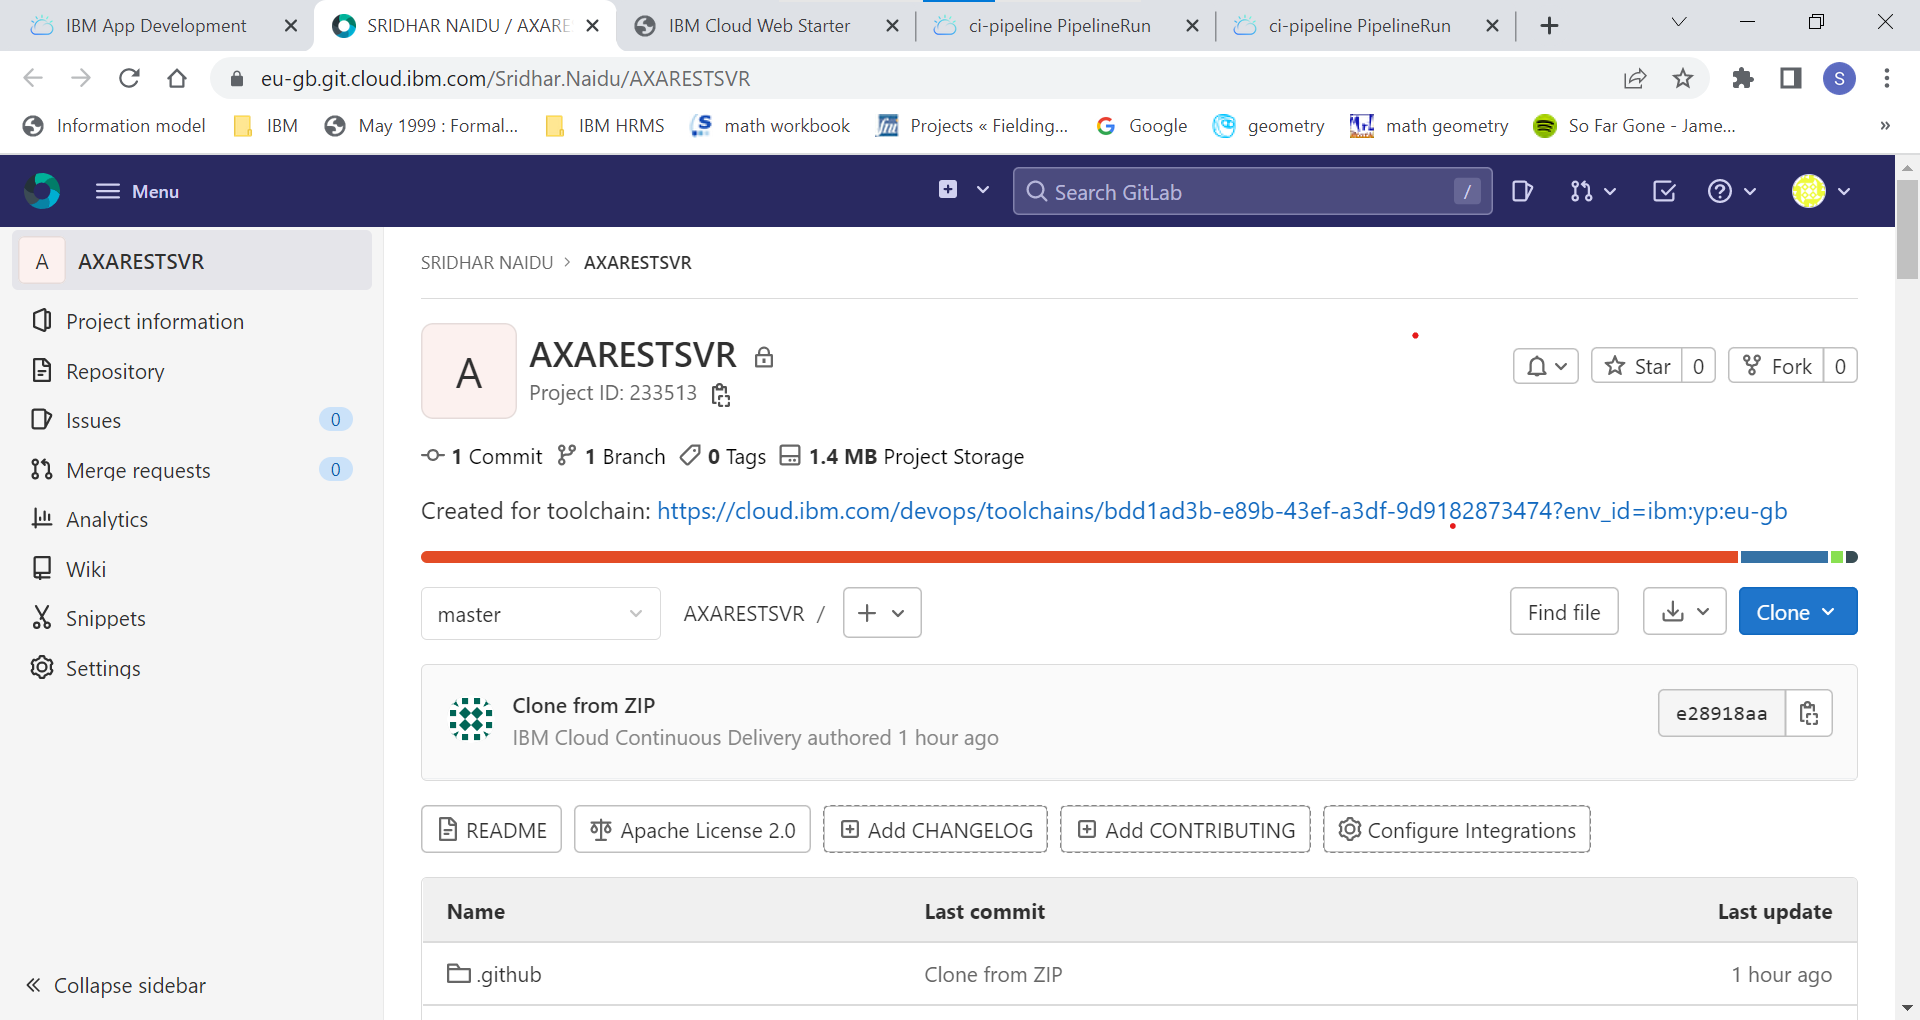 IBM App Development
SRIDHAR NAIDU / AXARE
IBM Cloud Web Starter
ci-pipeline PipelineRun
ci-pipeline PipelineRun
eu-gb.git.cloud.ibm.com/Sridhar.Naidu/AXARESTSVR
S
Information model
IBM
May 1999 : Formal...
IBM HRMS
math workbook
Projects « Fielding...
Google
geometry
math geometry
So Far Gone - Jame...
»
Menu
Search GitLab
/
A AXARESTSVR
Project information
Repository
Issues 0
Merge requests 0
Analytics
Wiki
Snippets
Settings
Collapse sidebar
SRIDHAR NAIDU > AXARESTSVR
A
AXARESTSVR
Project ID: 233513
Star 0
Fork 0
1 Commit 1 Branch 0 Tags 1.4 MB Project Storage
Created for toolchain: https://cloud.ibm.com/devops/toolchains/bdd1ad3b-e89b-43ef-a3df-9d9182873474?env_id=ibm:yp:eu-gb
master
AXARESTSVR /
Find file
Clone
Clone from ZIP
IBM Cloud Continuous Delivery authored 1 hour ago
e28918aa
README
Apache License 2.0
Add CHANGELOG
Add CONTRIBUTING
Configure Integrations
Name Last commit Last update
.github Clone from ZIP 1 hour ago